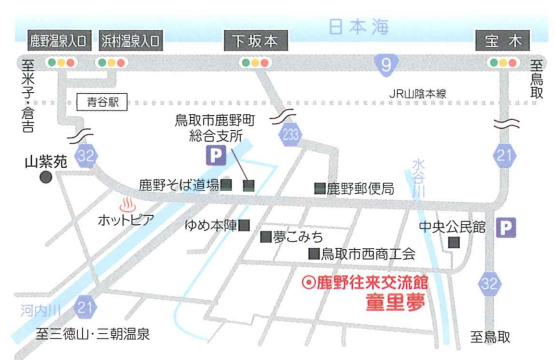 日本海
鹿野温泉入口
浜村温泉入口
下坂本
宝木
9
至米子・倉吉
至鳥取
JR山陰本線
青谷駅
鳥取市鹿野町
総合支所
233
P
32
21
山紫苑
水谷川
鹿野そば道場
鹿野郵便局
ホットピア
ゆめ本陣
中央公民館
夢こみち
P
鳥取市西商工会
鹿野往来交流館
童里夢
32
河内川
21
至三徳山・三朝温泉
至鳥取